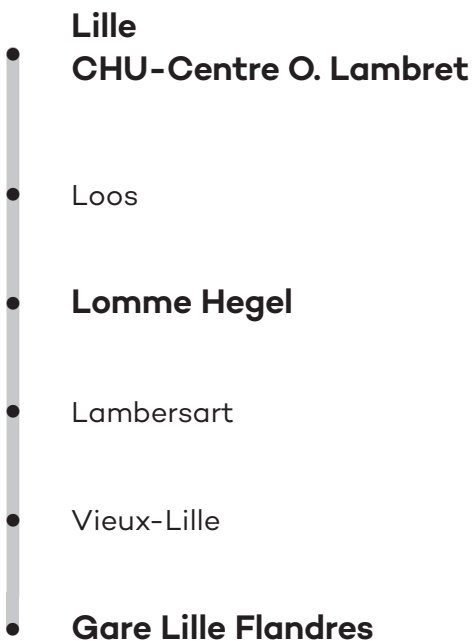 Lille
CHU-Centre O. Lambret
Loos
Lomme Hegel
Lambersart
Vieux-Lille
Gare Lille Flandres